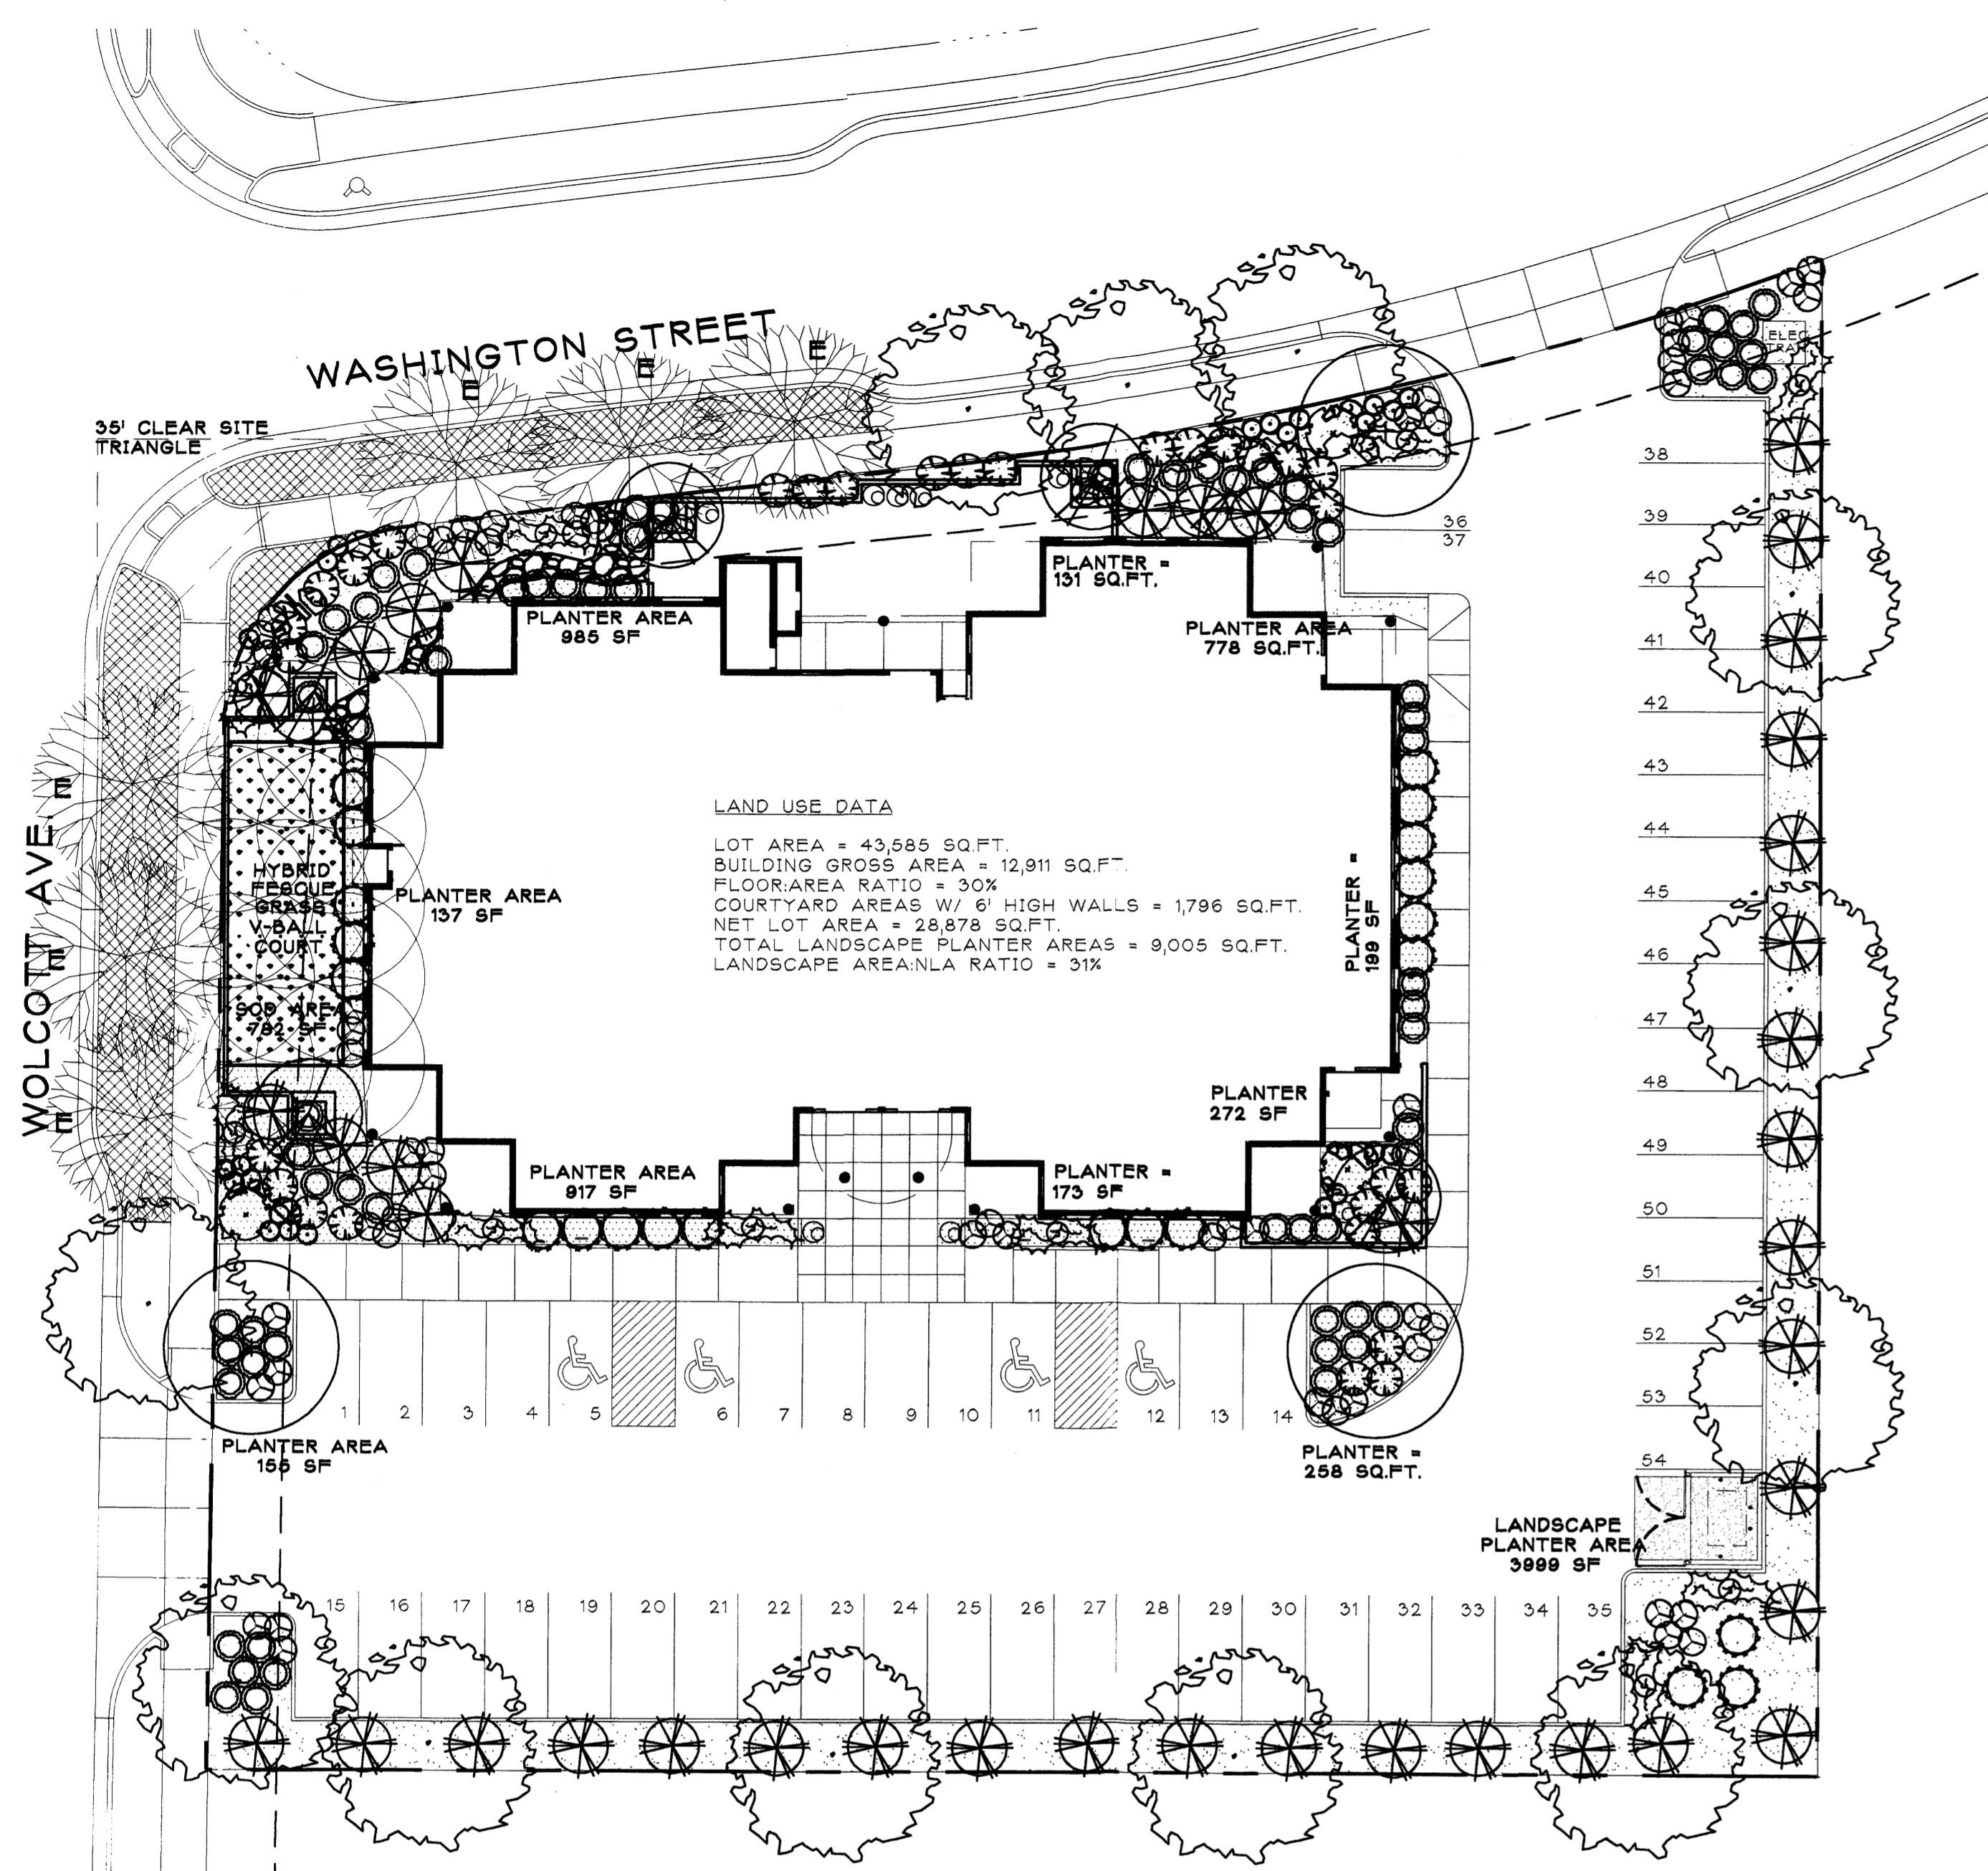 WASHINGTON STREET
E
E
E
35' CLEAR SITE
TRIANGLE
ELEC
TRAN
38
36
37
39
40
41
42
43
44
45
46
47
48
49
50
51
52
53
54
PLANTER =
131 SQ.FT.
PLANTER AREA
985 SF
PLANTER AREA
778 SQ.FT.
LAND USE DATA
LOT AREA = 43,585 SQ.FT.
BUILDING GROSS AREA = 12,911 SQ.FT.
FLOOR:AREA RATIO = 30%
COURTYARD AREAS W/ 6' HIGH WALLS = 1,796 SQ.FT.
NET LOT AREA = 28,878 SQ.FT.
TOTAL LANDSCAPE PLANTER AREAS = 9,005 SQ.FT.
LANDSCAPE AREA:NLA RATIO = 31%
WOLCOTT AVE.
E
E
E
HYBRID
FESCUE
GRASS
V-BALL
COURT
SOD AREA
782 SF
PLANTER AREA
137 SF
PLANTER =
199 SF
PLANTER
272 SF
PLANTER AREA
917 SF
PLANTER =
173 SF
1 2 3 4 5 6 7 8 9 10 11 12 13 14
PLANTER AREA
155 SF
PLANTER =
258 SQ.FT.
LANDSCAPE
PLANTER AREA
3999 SF
15 16 17 18 19 20 21 22 23 24 25 26 27 28 29 30 31 32 33 34 35